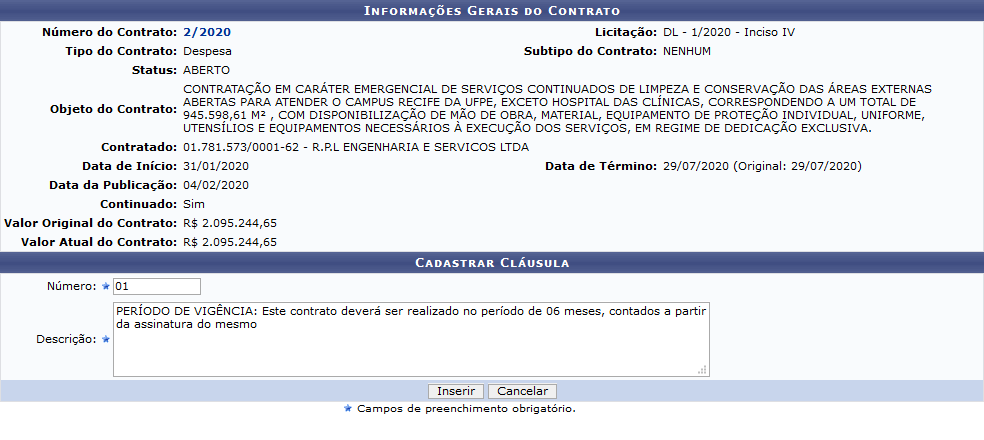 Informações Gerais do Contrato
Número do Contrato: 2/2020 Licitação: DL - 1/2020 - Inciso IV
Tipo do Contrato: Despesa Subtipo do Contrato: NENHUM
Status: ABERTO
CONTRATAÇÃO EM CARÁTER EMERGENCIAL DE SERVIÇOS CONTINUADOS DE LIMPEZA E CONSERVAÇÃO DAS ÁREAS EXTERNAS
Objeto do Contrato: ABERTAS PARA ATENDER O CAMPUS RECIFE DA UFPE, EXCETO HOSPITAL DAS CLÍNICAS, CORRESPONDENDO A UM TOTAL DE
945.598,61 M² , COM DISPONIBILIZAÇÃO DE MÃO DE OBRA, MATERIAL, EQUIPAMENTO DE PROTEÇÃO INDIVIDUAL, UNIFORME,
UTENSÍLIOS E EQUIPAMENTOS NECESSÁRIOS À EXECUÇÃO DOS SERVIÇOS, EM REGIME DE DEDICAÇÃO EXCLUSIVA.
Contratado: 01.781.573/0001-62 - R.P.L ENGENHARIA E SERVICOS LTDA
Data de Início: 31/01/2020 Data de Término: 29/07/2020 (Original: 29/07/2020)
Data da Publicação: 04/02/2020
Continuado: Sim
Valor Original do Contrato: R$ 2.095.244,65
Valor Atual do Contrato: R$ 2.095.244,65
Cadastrar Cláusula
Número: 01
PERÍODO DE VIGÊNCIA: Este contrato deverá ser realizado no período de 06 meses, contados a partir
da assinatura do mesmo
Descrição:
Inserir Cancelar
Campos de preenchimento obrigatório.